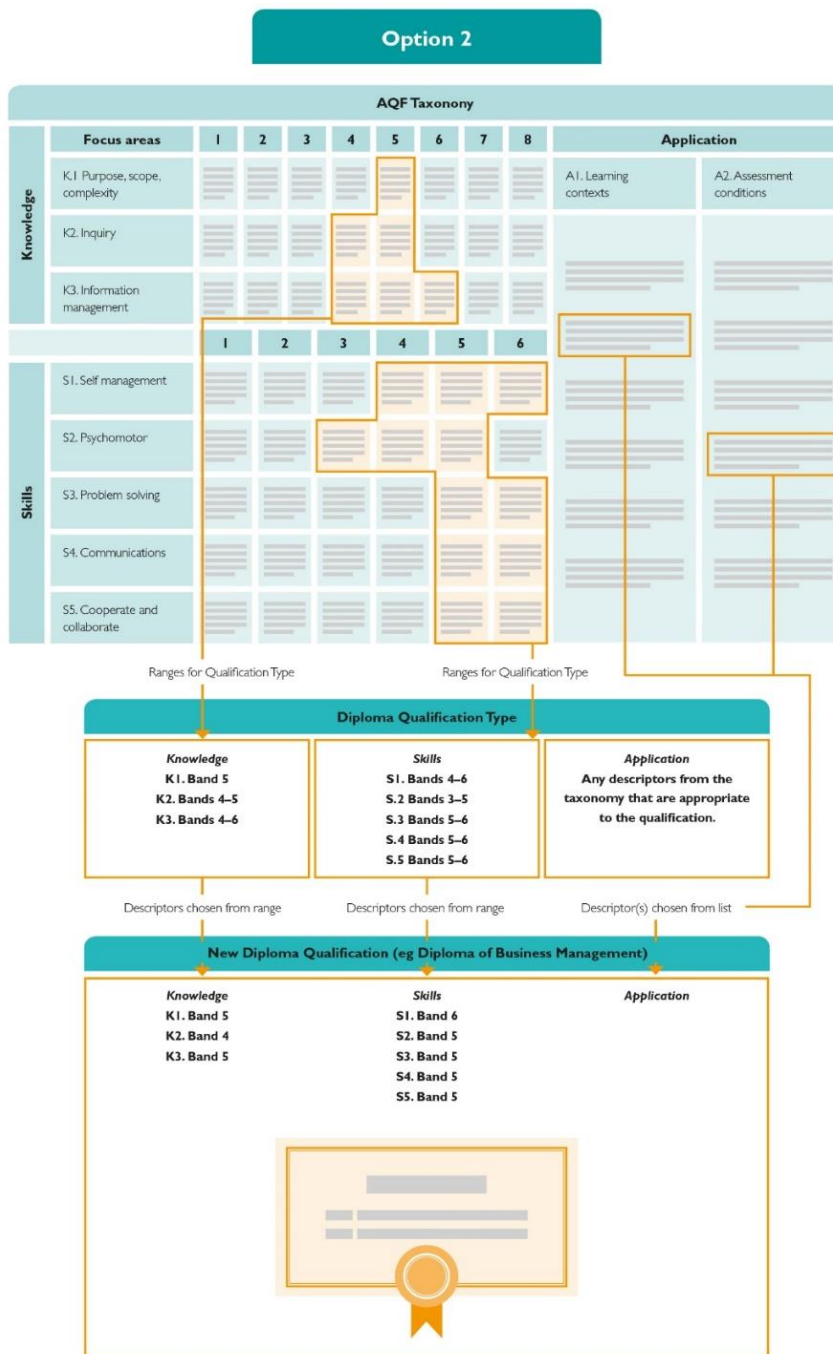 Option 2
AQF Taxonomy
Knowledge
Focus areas
1 2 3 4 5 6 7 8
Application
K.1 Purpose, scope,
complexity
A1. Learning
contexts
A2. Assessment
conditions
K2. Inquiry
K3. Information
management
1 2 3 4 5 6
Skills
S1. Self management
S2. Psychomotor
S3. Problem solving
S4. Communications
S5. Cooperate and
collaborate
Ranges for Qualification Type
Ranges for Qualification Type
Diploma Qualification Type
Knowledge
K1. Band 5
K2. Bands 4–5
K3. Bands 4–6
Skills
S1. Bands 4–6
S.2 Bands 3–5
S.3 Bands 5–6
S.4 Bands 5–6
S.5 Bands 5–6
Application
Any descriptors from the
taxonomy that are appropriate
to the qualification.
Descriptors chosen from range
Descriptors chosen from range
Descriptor(s) chosen from list
New Diploma Qualification (eg Diploma of Business Management)
Knowledge
K1. Band 5
K2. Band 4
K3. Band 5
Skills
S1. Band 6
S2. Band 5
S3. Band 5
S4. Band 5
S5. Band 5
Application